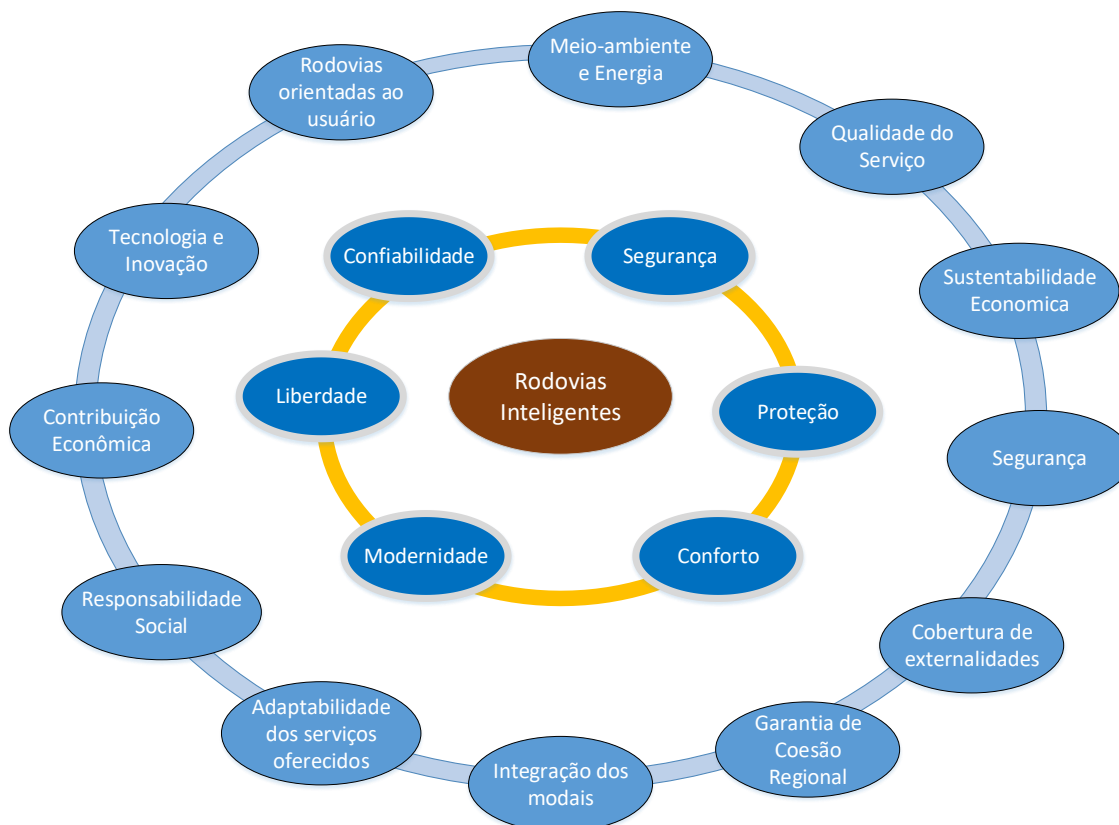 Meio-ambiente
e Energia
Rodovias
orientadas ao
usuário
Qualidade do
Serviço
Tecnologia e
Inovação
Confiabilidade
Segurança
Sustentabilidade
Economica
Rodovias
Inteligentes
Liberdade
Proteção
Contribuição
Econômica
Segurança
Modernidade
Conforto
Responsabilidade
Social
Cobertura de
externalidades
Adaptabilidade
dos serviços
oferecidos
Garantia de
Coesão
Regional
Integração dos
modais